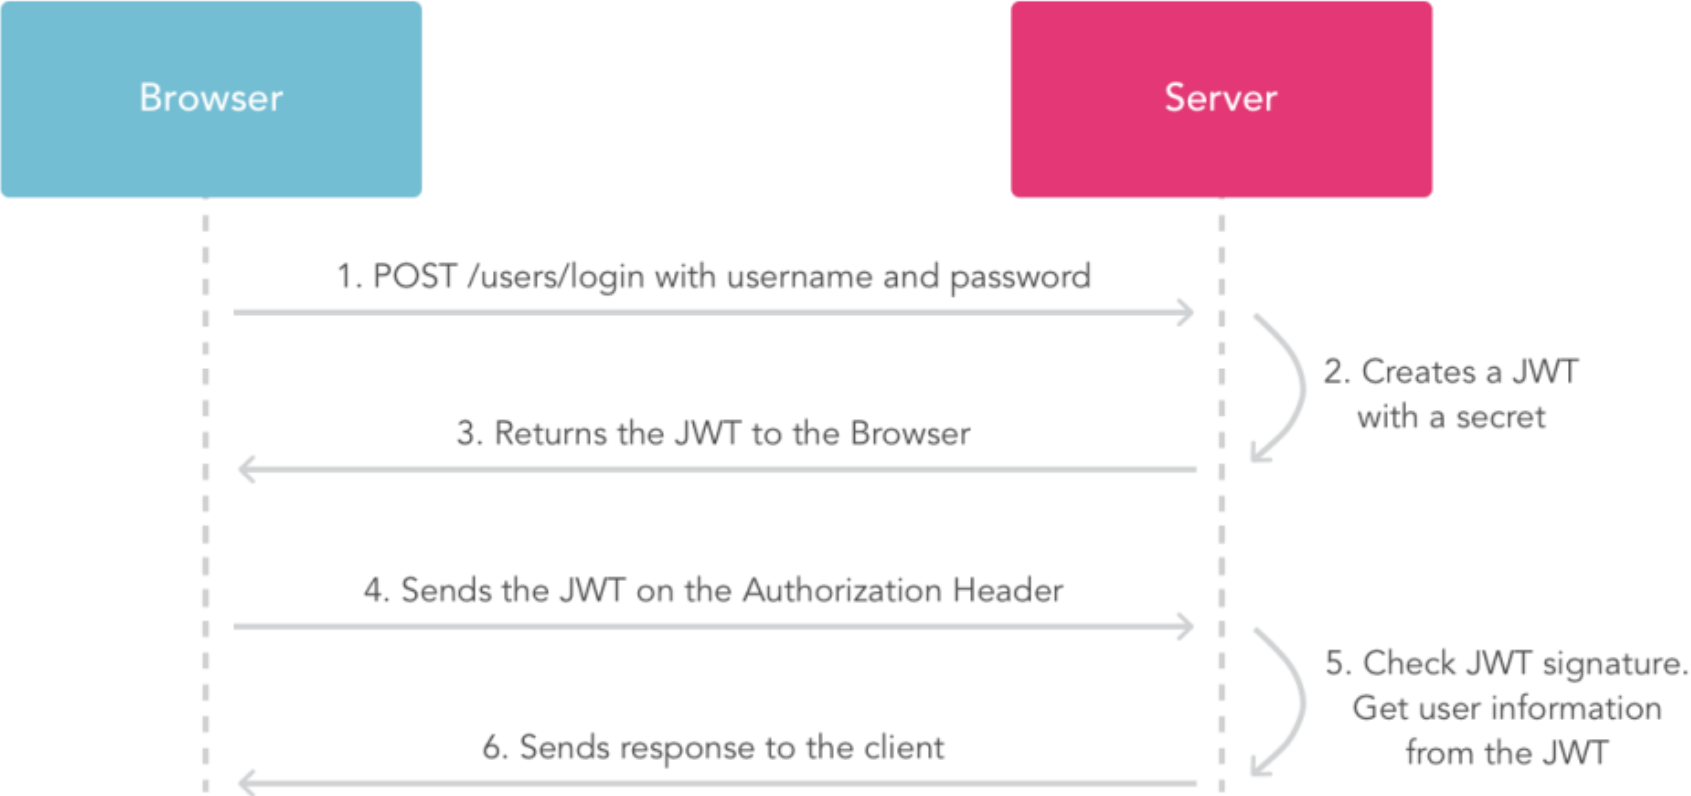 Browser
Server
1. POST /users/login with username and password
2. Creates a JWT
with a secret
3. Returns the JWT to the Browser
4. Sends the JWT on the Authorization Header
5. Check JWT signature.
Get user information
from the JWT
6. Sends response to the client